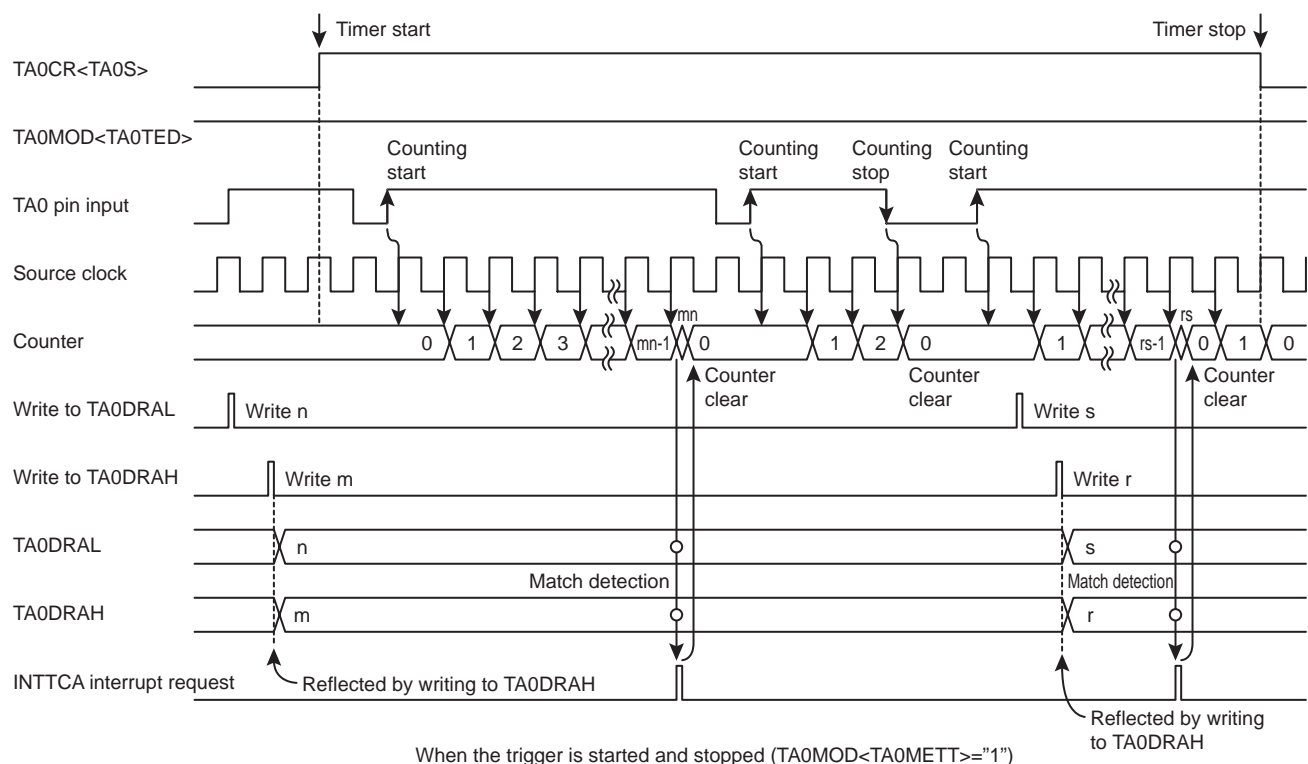 Timer start
Timer stop
TA0CR<TA0S>
TA0MOD<TA0TED>
Counting
start
Counting
start
Counting
stop
Counting
start
TA0 pin input
Source clock
mn
rs
Counter
0 1 2 3 mn-1 0 1 2 0 1 rs-1 0 1 0
Counter
clear
Counter
clear
Counter
clear
Write to TA0DRAL
Write n
Write s
Write to TA0DRAH
Write m
Write r
TA0DRAL
n
s
Match detection
Match detection
TA0DRAH
m
r
INTTCA interrupt request
Reflected by writing to TA0DRAH
Reflected by writing
to TA0DRAH
When the trigger is started and stopped (TA0MOD<TA0METT>="1")